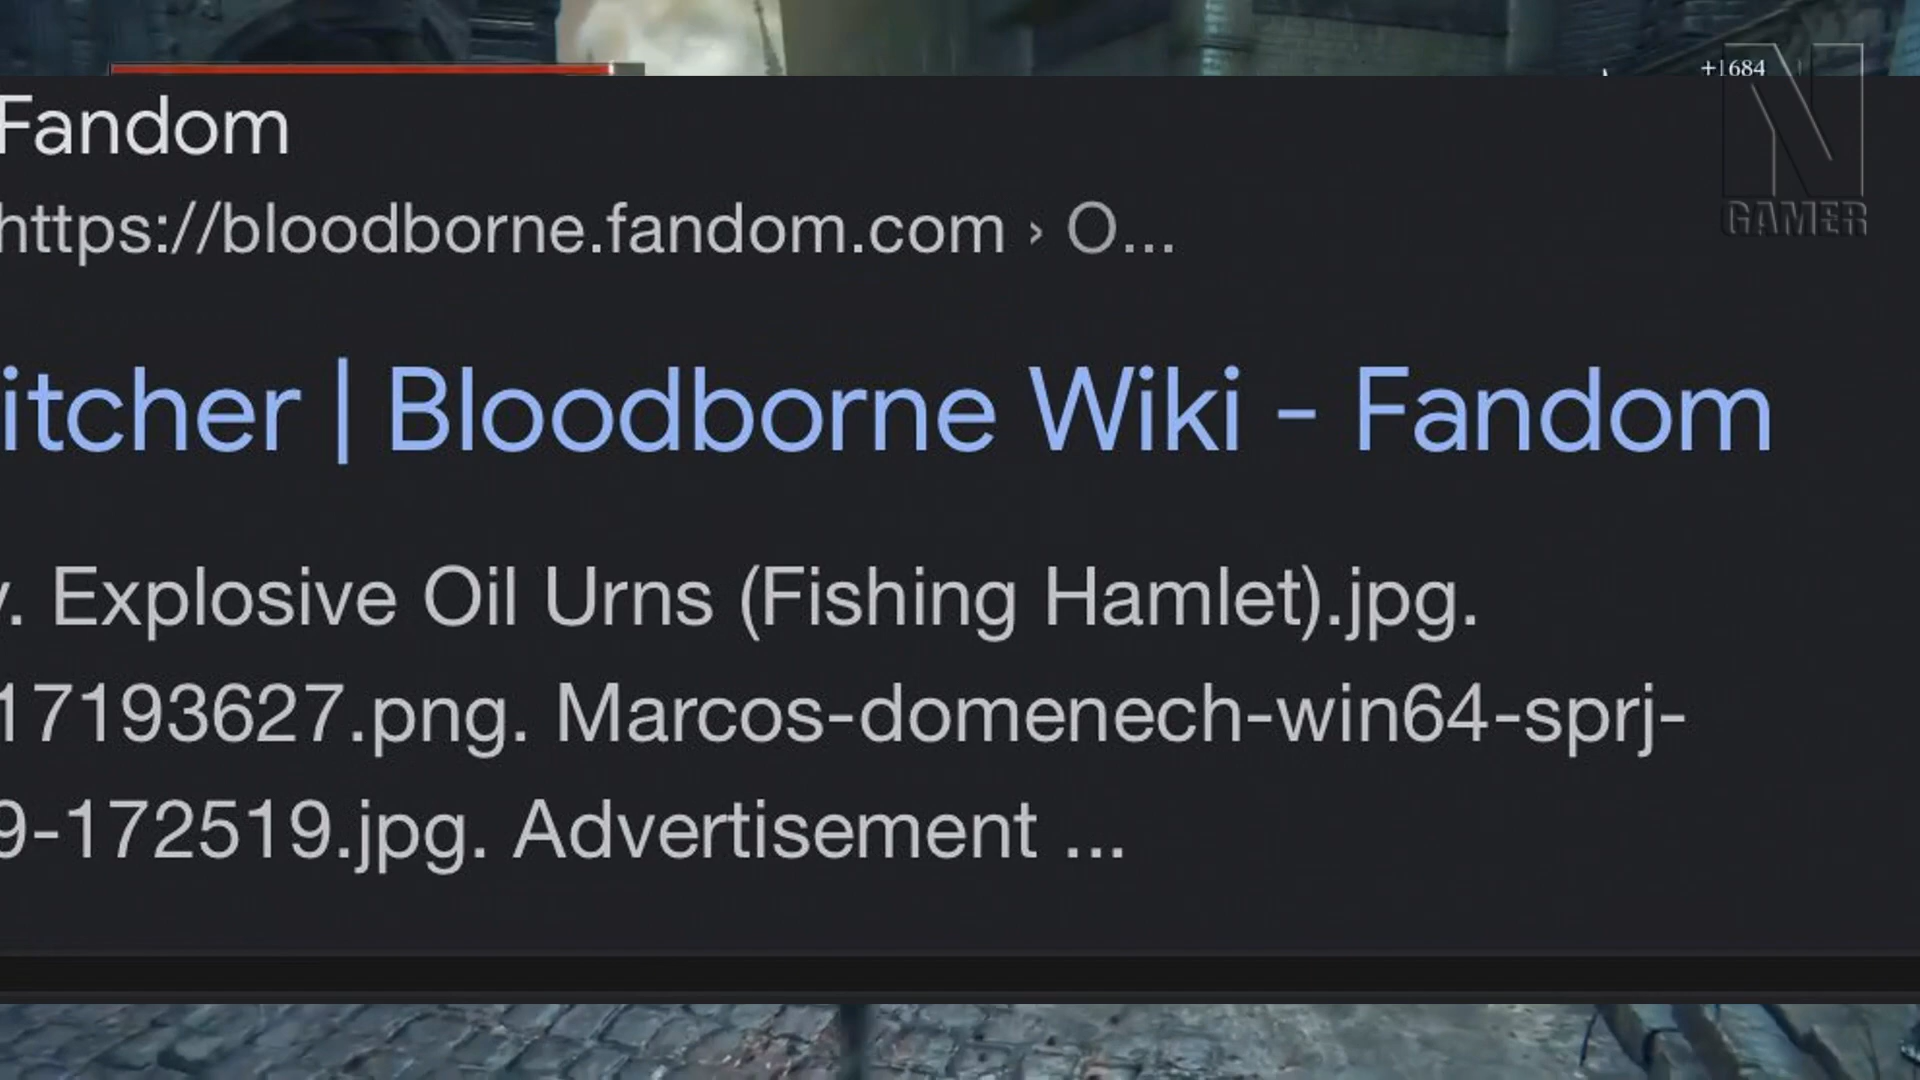 +1684
N
GAMER
Fandom
https://bloodborne.fandom.com › O...
itcher | Bloodborne Wiki - Fandom
. Explosive Oil Urns (Fishing Hamlet).jpg.
17193627.png. Marcos-domenech-win64-sprj-
9-172519.jpg. Advertisement ...